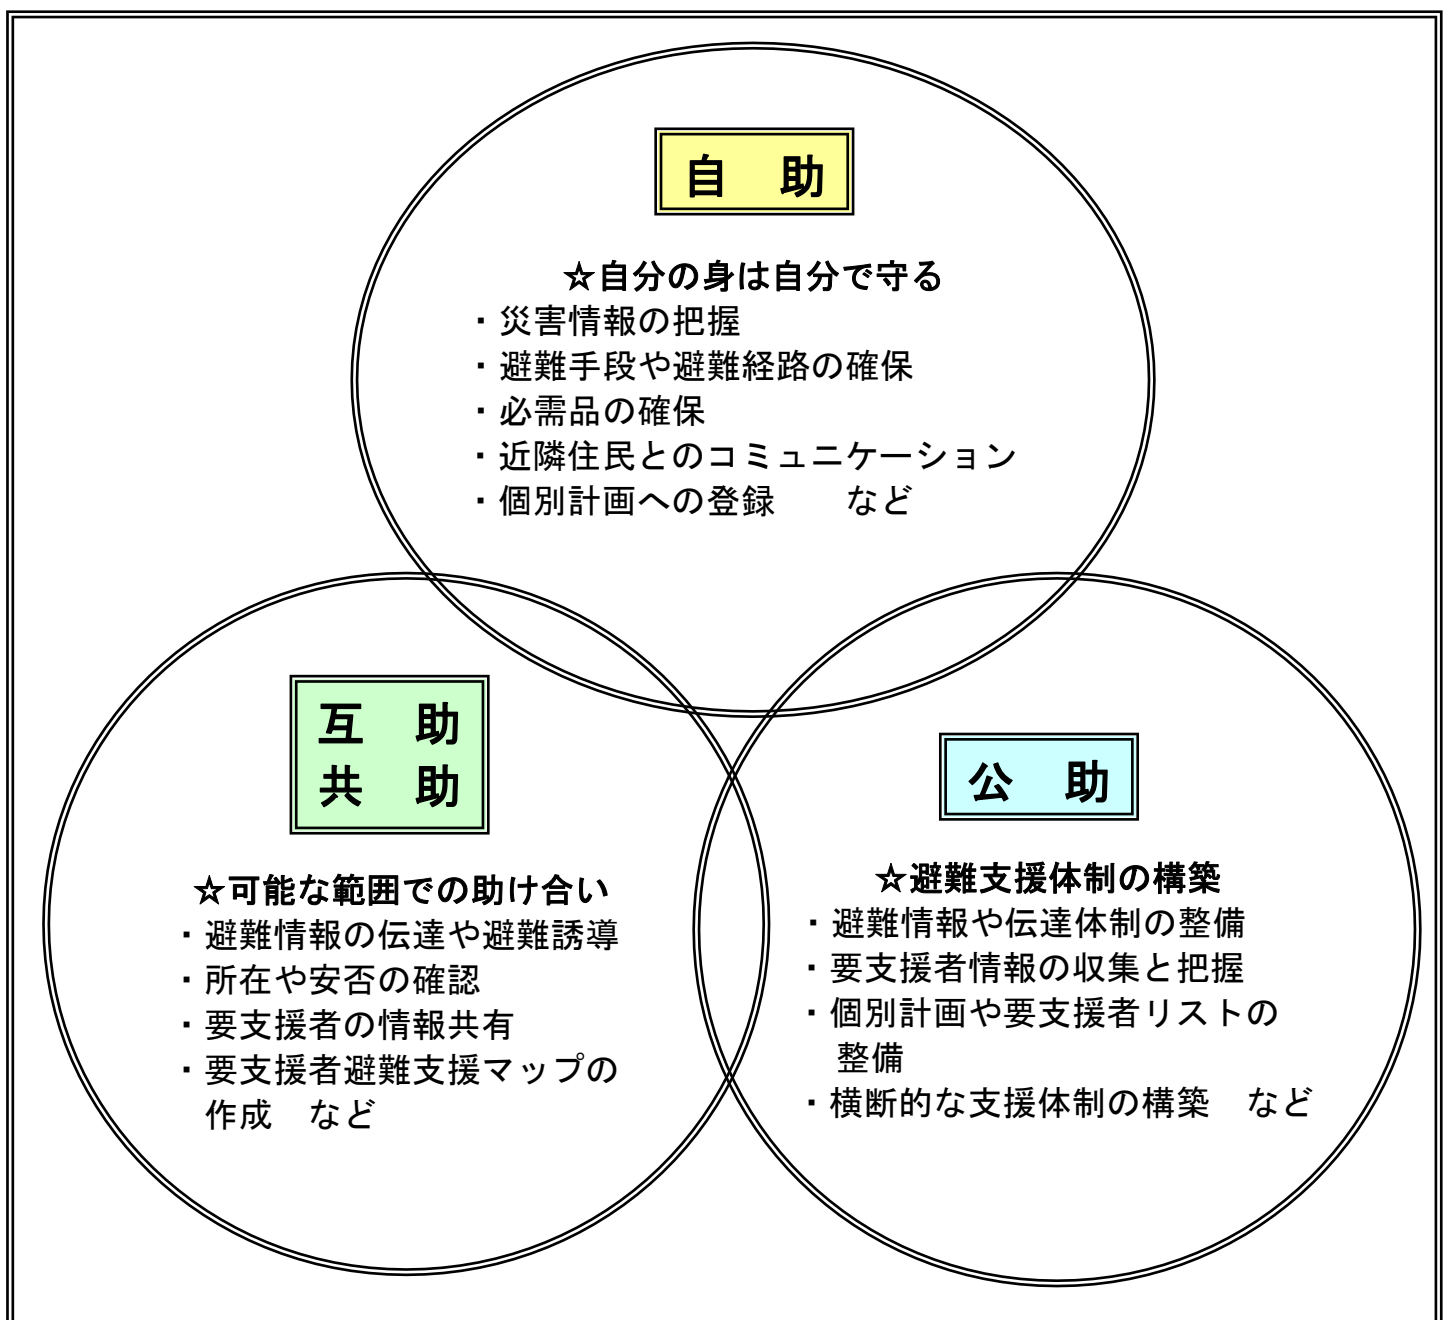 自　助
☆自分の身は自分で守る
・災害情報の把握
・避難手段や避難経路の確保
・必需品の確保
・近隣住民とのコミュニケーション
・個別計画への登録　　など
互　助
共　助
☆可能な範囲での助け合い
・避難情報の伝達や避難誘導
・所在や安否の確認
・要支援者の情報共有
・要支援者避難支援マップの
作成　など
公　助
☆避難支援体制の構築
・避難情報や伝達体制の整備
・要支援者情報の収集と把握
・個別計画や要支援者リストの
整備
・横断的な支援体制の構築　など